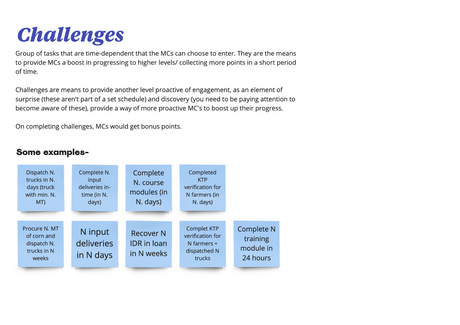 Challenges
Group of tasks that are time-dependent that the MCs can choose to enter. They are the means
to provide MCs a boost in progressing to higher levels/ collecting more points in a short period
of time.
Challenges are means to provide another level proactive of engagement, as an element of
surprise (these aren't part of a set schedule) and discovery (you need to be paying attention to
become aware of these), provide a way of more proactive MC's to boost up their progress.
On completing challenges, MCs would get bonus points.
Some examples-
Dispatch N.
trucks in N.
days (truck
with min. N.
MT)
Complete N.
input
deliveries in-
time (in N.
days)
Complete
N. course
modules (in
N. days)
Completed
KTP
verification for
N farmers (in
N. days)
Procure N. MT
of corn and
dispatch N.
trucks in N
weeks
N input
deliveries
in N days
Recover N
IDR in loan
in N weeks
Complet KTP
verification for
N farmers +
dispatched N
trucks
Complete N
training
module in
24 hours